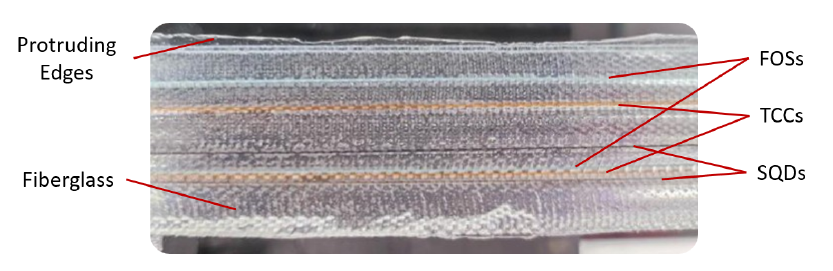 Protruding
Edges
Fiberglass
FOSs
TCCs
SQDs